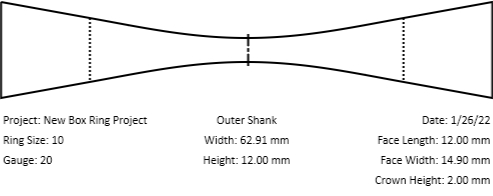 Project: New Box Ring Project Outer Shank Date: 1/26/22
Ring Size: 10 Width: 62.91 mm Face Length: 12.00 mm
Gauge: 20 Height: 12.00 mm Face Width: 14.90 mm
Crown Height: 2.00 mm